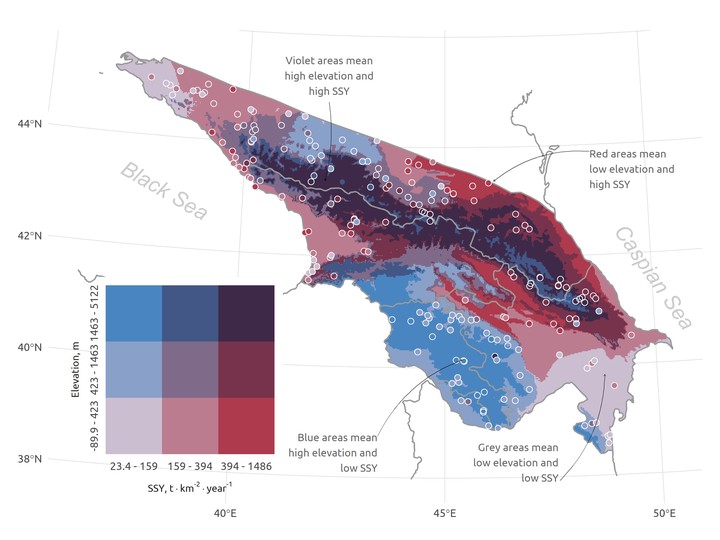 Violet areas mean
high elevation and
high SSY
44°N
Red areas mean
low elevation and
high SSY
Black Sea
42°N
Caspian Sea
40°N
38°N
Elevation, m
1463 - 5122
423 - 1463
-89.9 - 423
23.4 - 159
159 - 394
394 - 1486
SSY, t · km⁻² · year⁻¹
Blue areas mean
high elevation and
low SSY
Grey areas mean
low elevation and
low SSY
40°E
45°E
50°E